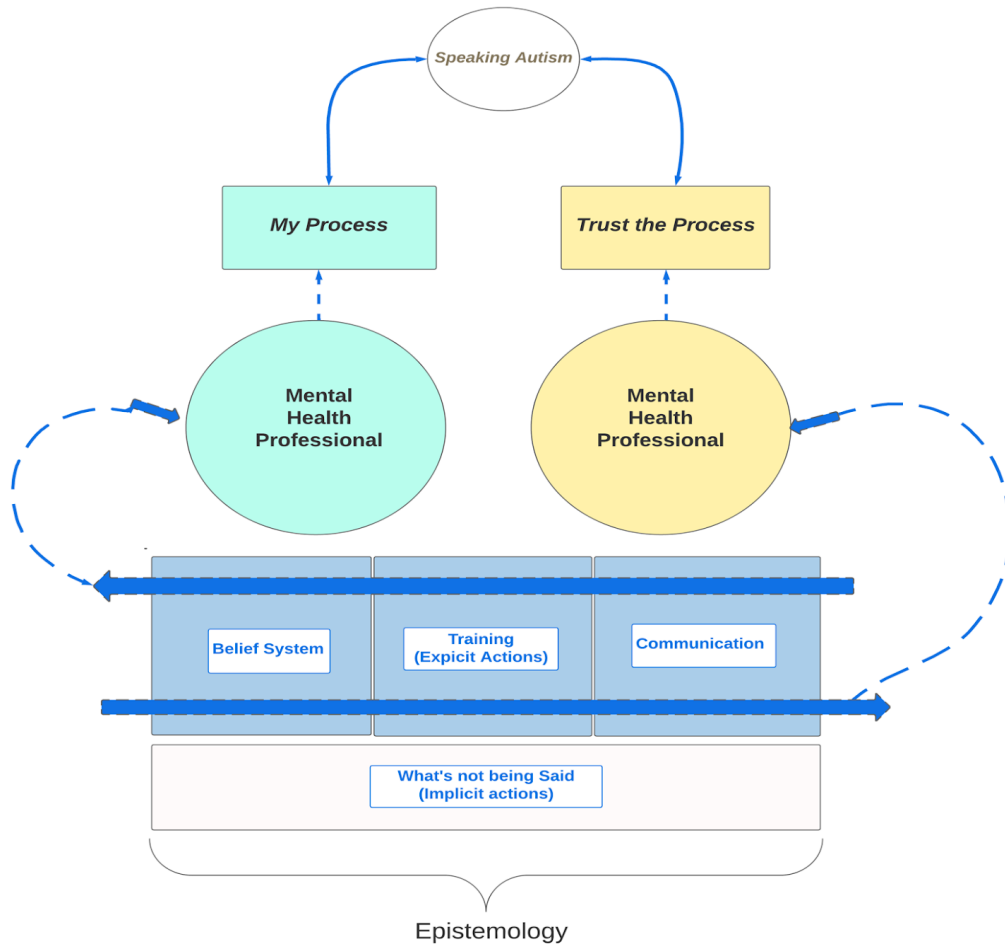 Speaking Autism
My Process
Trust the Process
Mental
Health
Professional
Mental
Health
Professional
Belief System
Training
(Expicit Actions)
Communication
What's not being Said
(Implicit actions)
Epistemology